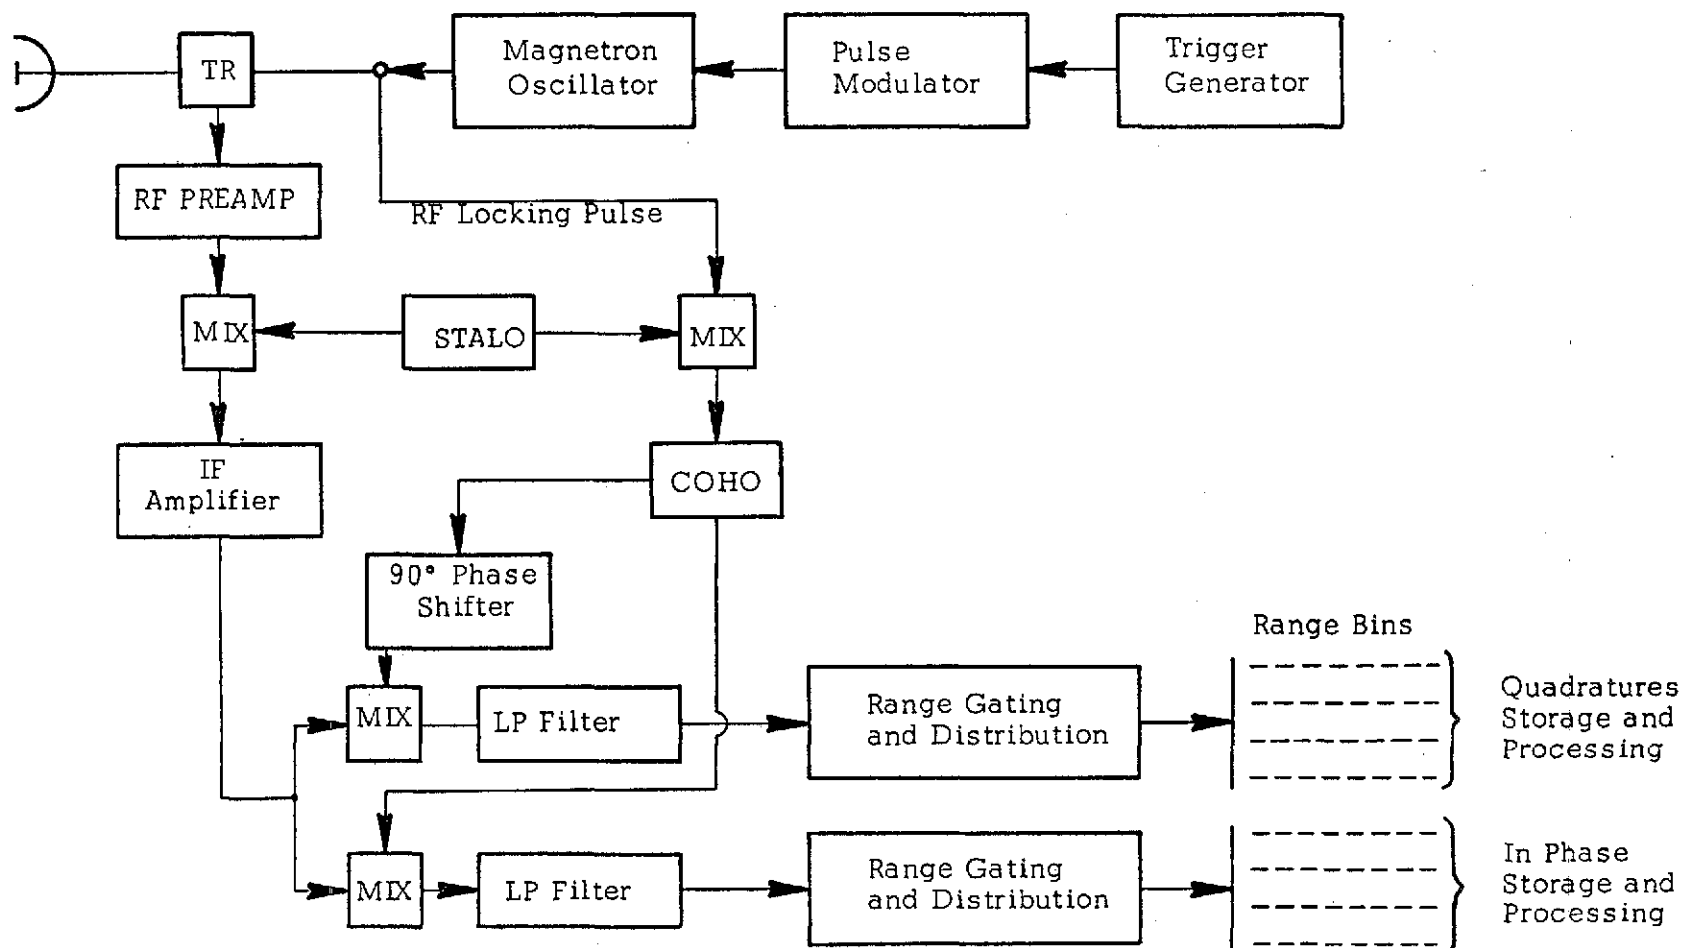 TR
Magnetron
Oscillator
Pulse
Modulator
Trigger
Generator
RF PREAMP
RF Locking Pulse
MIX
STALO
MIX
IF
Amplifier
COHO
90° Phase
Shifter
Range Bins
MIX
LP Filter
Range Gating
and Distribution
Quadratures
Storage and
Processing
MIX
LP Filter
Range Gating
and Distribution
In Phase
Storage and
Processing